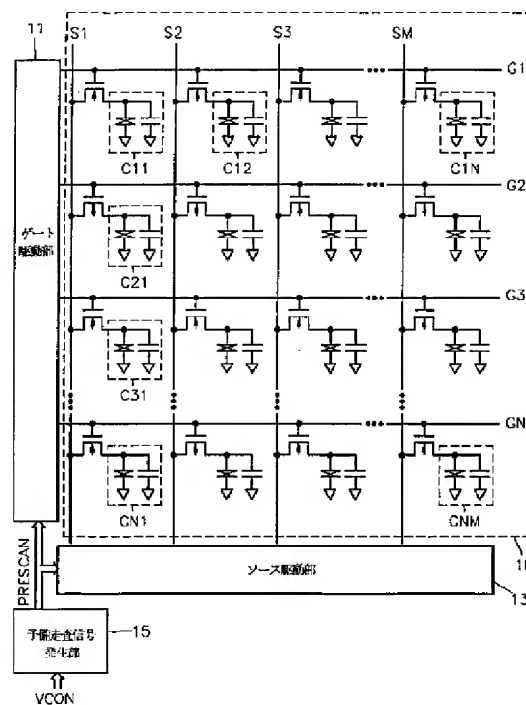 11
S1 S2 S3 SM
G1
C11 C12 C1N
G2
ゲート
駆動部
C21
G3
C31
GN
CN1 CNM
10
PRESCAN
ソース駆動部
13
予備走査信号
発生部
15
VCON